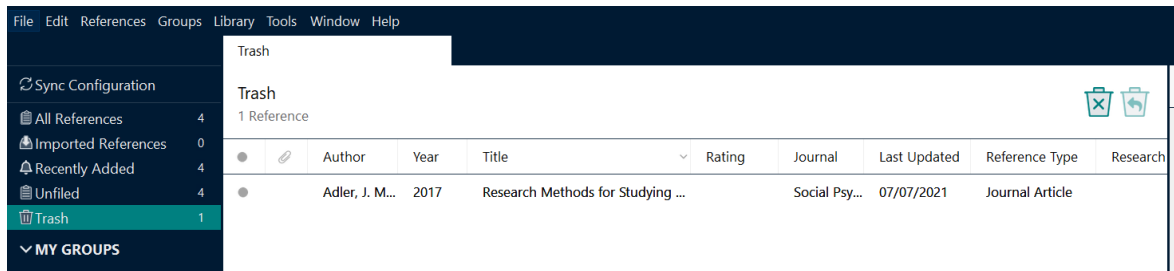 File Edit References Groups Library Tools Window Help
Trash
Sync Configuration
All References 4
Imported References 0
Recently Added 4
Unfiled 4
Trash 1
MY GROUPS
Trash
1 Reference
Author Year Title Rating Journal Last Updated Reference Type Research
Adler, J. M... 2017 Research Methods for Studying ... Social Psy... 07/07/2021 Journal Article